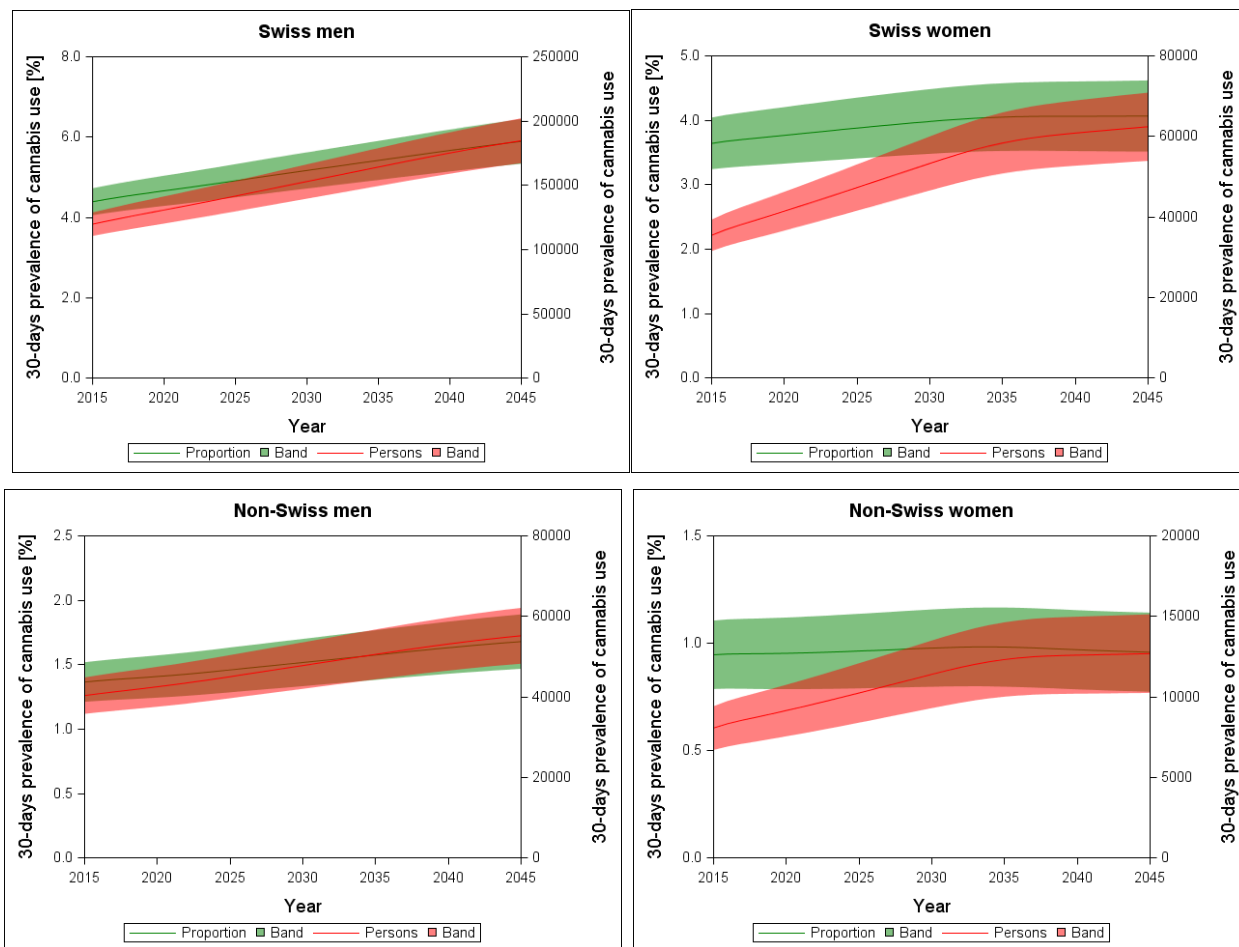 Swiss men
30-days prevalence of cannabis use [%]
8.0
6.0
4.0
2.0
0.0
250000
200000
150000
100000
50000
0
30-days prevalence of cannabis use
2015 2020 2025 2030 2035 2040 2045
Year
Proportion Band Persons Band
Swiss women
30-days prevalence of cannabis use [%]
5.0
4.0
3.0
2.0
1.0
0.0
80000
60000
40000
20000
0
30-days prevalence of cannabis use
2015 2020 2025 2030 2035 2040 2045
Year
Proportion Band Persons Band
Non-Swiss men
30-days prevalence of cannabis use [%]
2.5
2.0
1.5
1.0
0.5
0.0
80000
60000
40000
20000
0
30-days prevalence of cannabis use
2015 2020 2025 2030 2035 2040 2045
Year
Proportion Band Persons Band
Non-Swiss women
30-days prevalence of cannabis use [%]
1.5
1.0
0.5
0.0
20000
15000
10000
5000
0
30-days prevalence of cannabis use
2015 2020 2025 2030 2035 2040 2045
Year
Proportion Band Persons Band